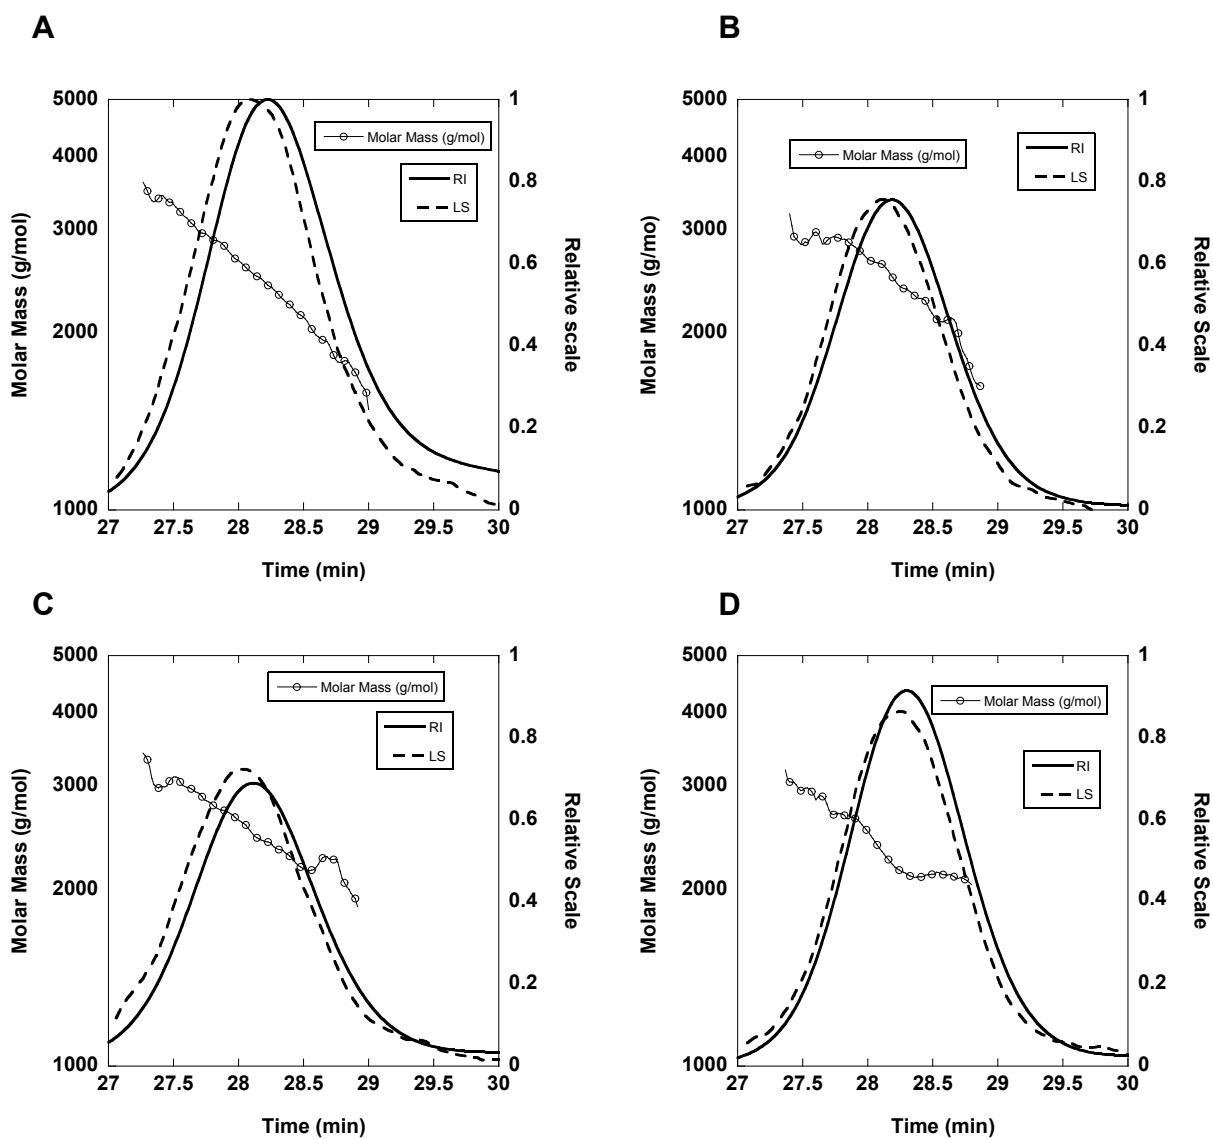 A
5000
4000
3000
2000
1000
Molar Mass (g/mol)
1
0.8
0.6
0.4
0.2
0
Relative scale
Molar Mass (g/mol)
RI
LS
27 27.5 28 28.5 29 29.5 30
Time (min)
B
5000
4000
3000
2000
1000
Molar Mass (g/mo)
1
0.8
0.6
0.4
0.2
0
Relative Scale
Molar Mass (g/mol)
RI
LS
27 27.5 28 28.5 29 29.5 30
Time (min)
C
5000
4000
3000
2000
1000
Molar Mass (g/mol)
1
0.8
0.6
0.4
0.2
0
Relative Scale
Molar Mass (g/mol)
RI
LS
27 27.5 28 28.5 29 29.5 30
Time (min)
D
5000
4000
3000
2000
1000
Molar Mass (g/mol)
1
0.8
0.6
0.4
0.2
0
Relative Scale
Molar Mass (g/mol)
RI
LS
27 27.5 28 28.5 29 29.5 30
Time (min)